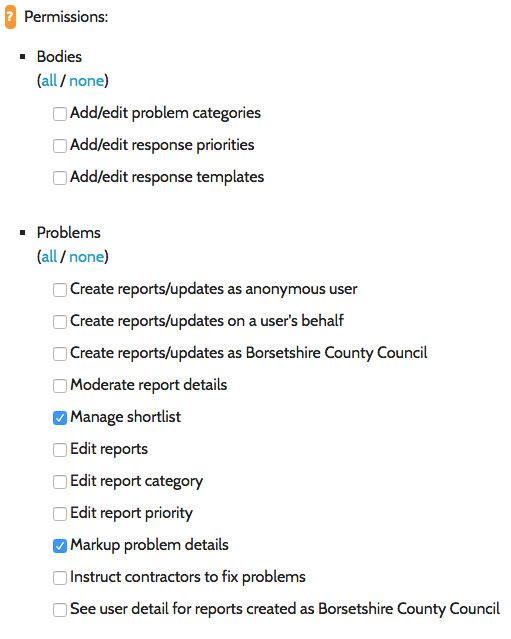 ? Permissions:
Bodies
(all / none)
Add/edit problem categories
Add/edit response priorities
Add/edit response templates
Problems
(all / none)
Create reports/updates as anonymous user
Create reports/updates on a user's behalf
Create reports/updates as Borsetshire County Council
Moderate report details
Manage shortlist
Edit reports
Edit report category
Edit report priority
Markup problem details
Instruct contractors to fix problems
See user detail for reports created as Borsetshire County Council